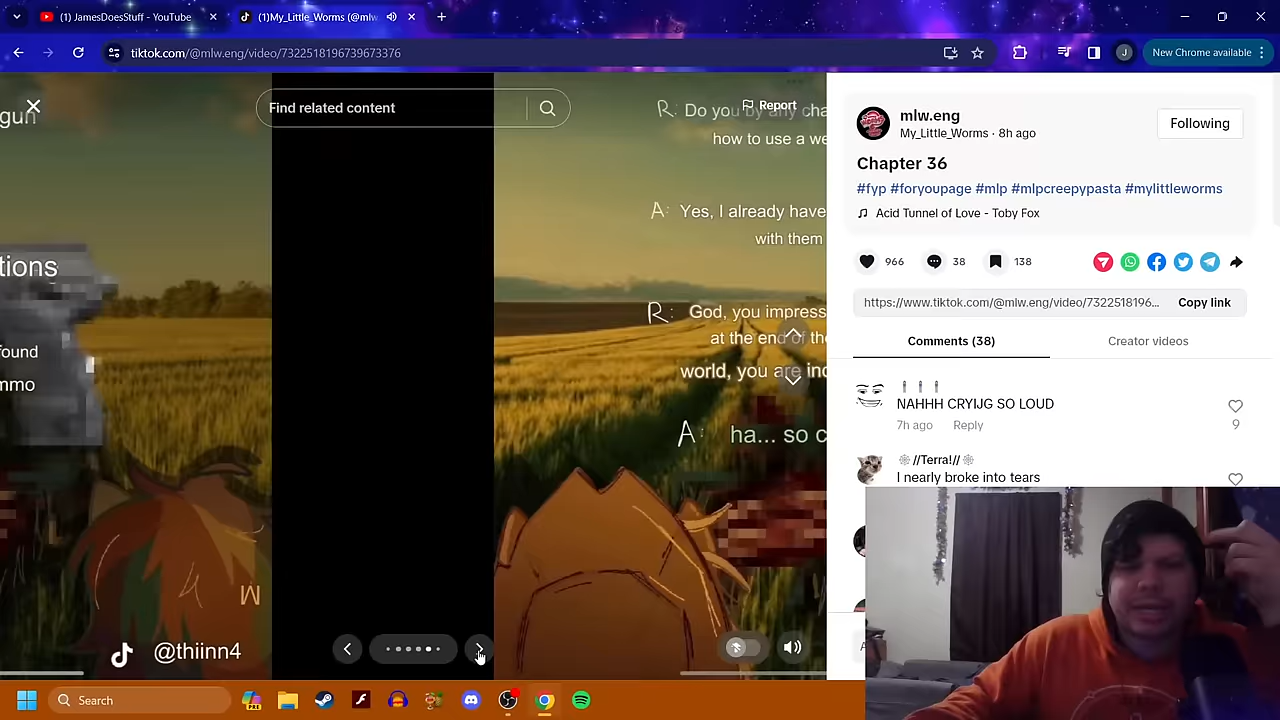 (1) JamesDoesStuff - YouTube
(1)My_Little_Worms (@mlw
tiktok.com/@mlw.eng/video/7322518196739673376
J
New Chrome available
gun
Find related content
Report
R: Do you by any cha
how to use a we
A: Yes, I already have
with them
tions
found
mmo
R: God, you impress
at the end of the
world, you are inc
A: ha... so c
M
@thiinn4
mlw.eng
My_Little_Worms · 8h ago
Following
Chapter 36
#fyp #foryoupage #mlp #mlpcreepypasta #mylittleworms
Acid Tunnel of Love - Toby Fox
966
38
138
https://www.tiktok.com/@mlw.eng/video/7322518196...
Copy link
Comments (38)
Creator videos
NAHHH CRYIJG SO LOUD
7h ago Reply
9
//Terra!//
I nearly broke into tears
Search
PRE